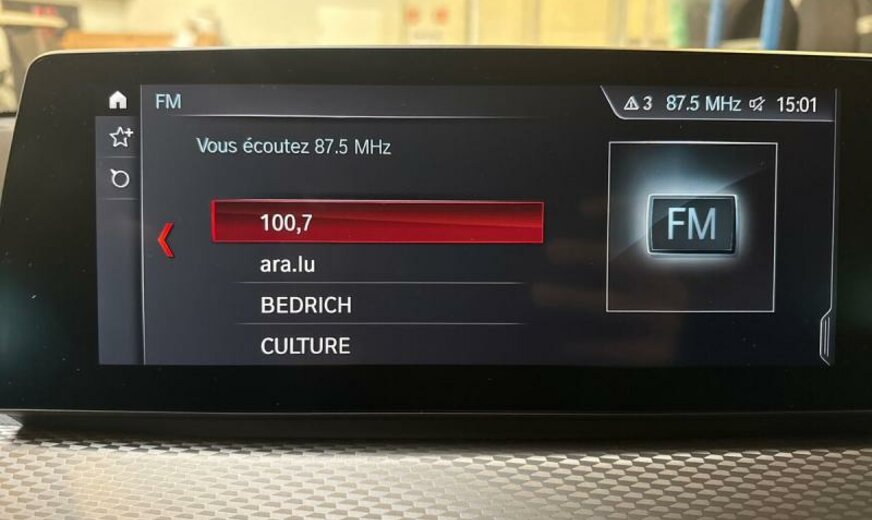 FM
3 87.5 MHz 15:01
Vous écoutez 87.5 MHz
100,7
ara.lu
BEDRICH
CULTURE
FM